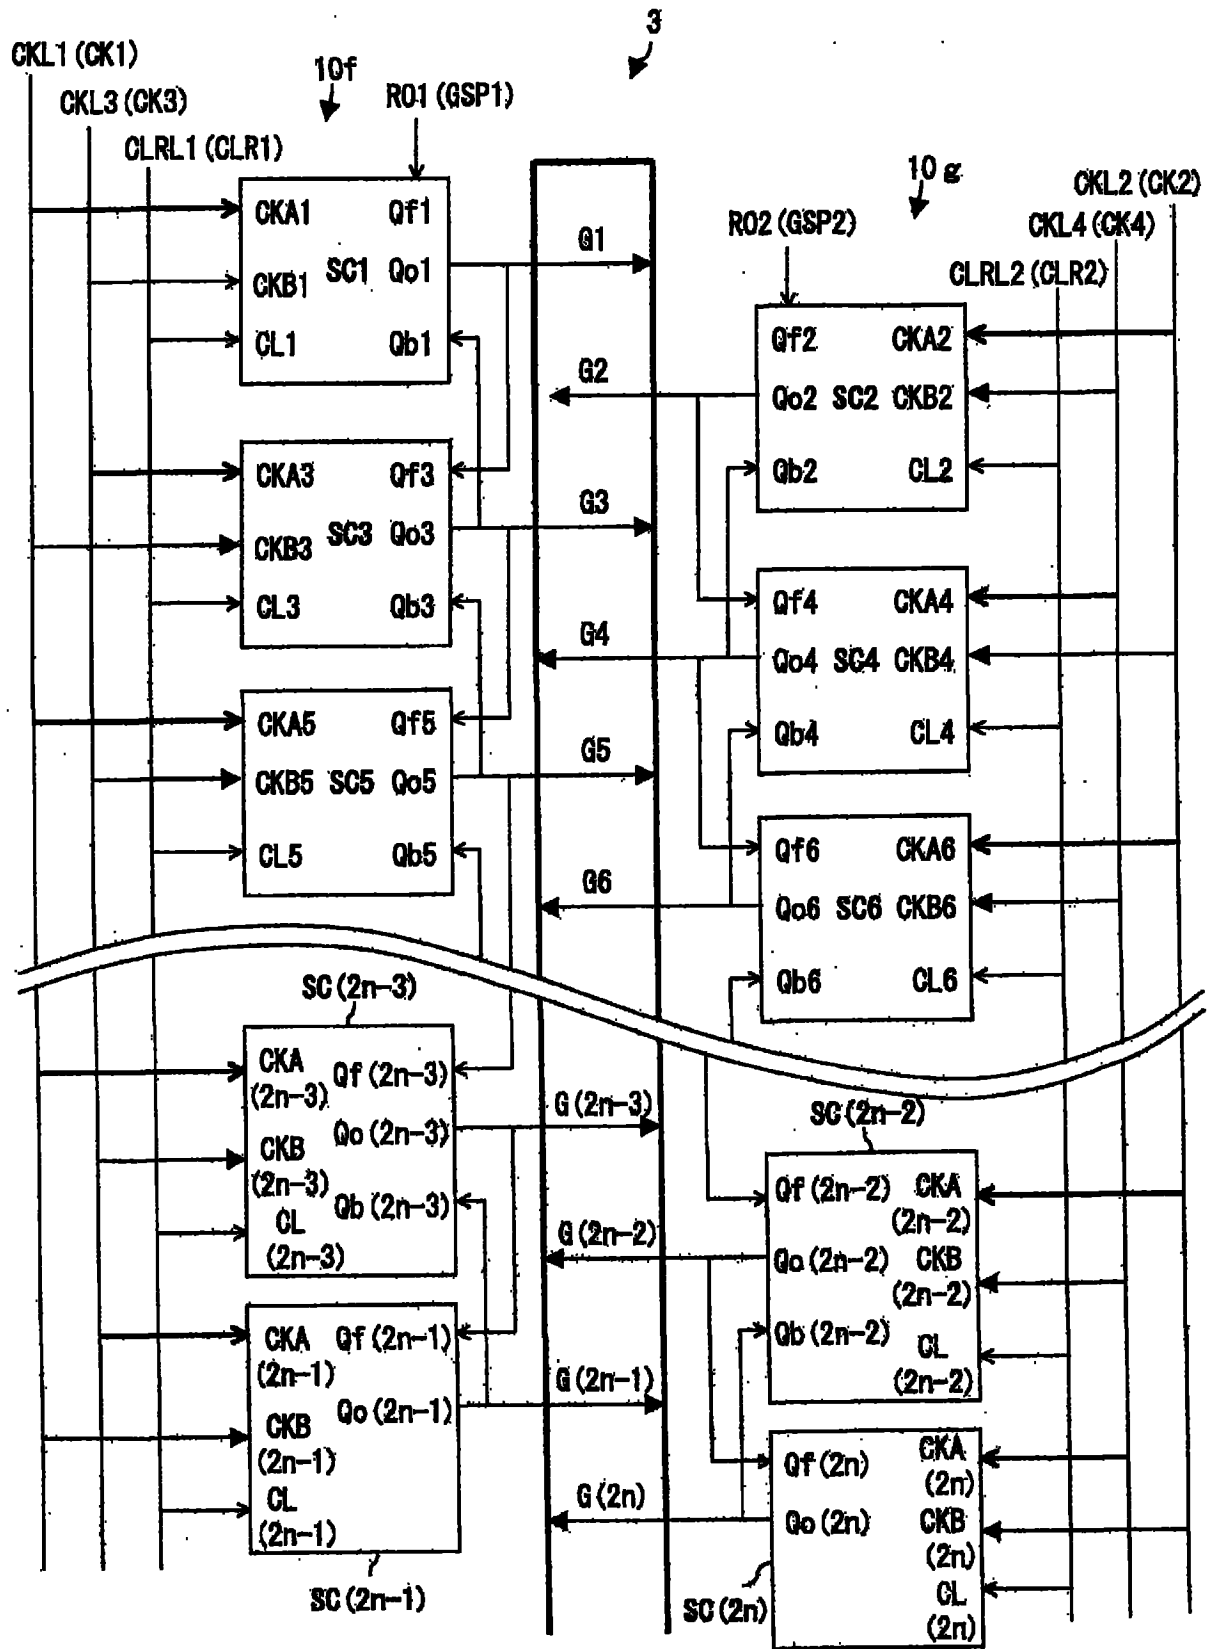 3
CKL1 (CK1)
10f
CKL3 (CK3)
RO1 (GSP1)
CLRL1 (CLR1)
10g
CKL2 (CK2)
RO2 (GSP2)
CKL4 (CK4)
CLRL2 (CLR2)
CKA1 Qf1
CKB1 SC1 Qo1
CL1 Qb1
G1
Qf2 CKA2
Qo2 SC2 CKB2
Qb2 CL2
G2
CKA3 Qf3
CKB3 SC3 Qo3
CL3 Qb3
G3
Qf4 CKA4
Qo4 SC4 CKB4
Qb4 CL4
G4
CKA5 Qf5
CKB5 SC5 Qo5
CL5 Qb5
G5
Qf6 CKA6
Qo6 SC6 CKB6
Qb6 CL6
G6
SC (2n-3)
CKA
(2n-3)
Qf (2n-3)
CKB
(2n-3)
Qo (2n-3)
CL
(2n-3)
Qb (2n-3)
G (2n-3)
SC (2n-2)
Qf (2n-2)
CKA
(2n-2)
Qo (2n-2)
CKB
(2n-2)
Qb (2n-2)
CL
(2n-2)
G (2n-2)
CKA
(2n-1)
Qf (2n-1)
CKB
(2n-1)
Qo (2n-1)
CL
(2n-1)
G (2n-1)
SC (2n-1)
Qf (2n)
CKA
(2n)
Qo (2n)
CKB
(2n)
CL
(2n)
G (2n)
SC (2n)